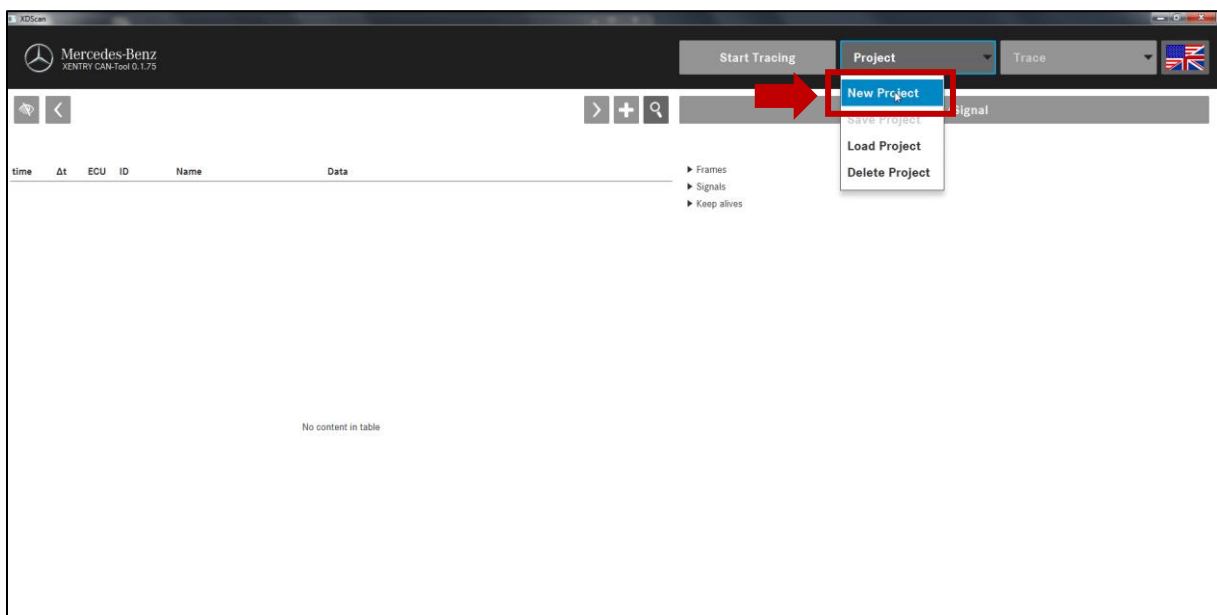 XDScan
Mercedes-Benz
XENTRY CAN-Tool 0.1.75
Start Tracing
Project
Trace
New Project
Signal
Save Project
Load Project
Delete Project
time Δt ECU ID Name Data
Frames
Signals
Keep alives
No content in table